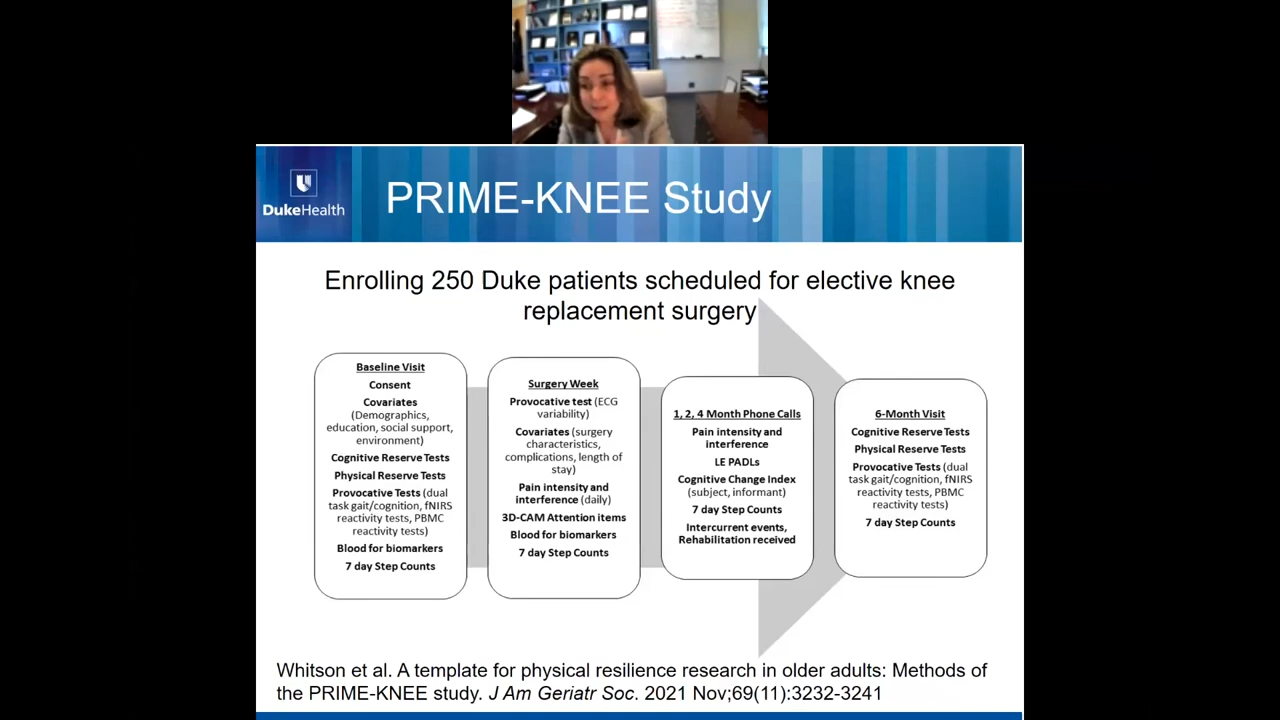 DukeHealth
PRIME-KNEE Study
Enrolling 250 Duke patients scheduled for elective knee
replacement surgery
Baseline Visit
Consent
Covariates
(Demographics,
education, social support,
environment)
Cognitive Reserve Tests
Physical Reserve Tests
Provocative Tests (dual
task gait/cognition, fNIRS
reactivity tests, PBMC
reactivity tests)
Blood for biomarkers
7 day Step Counts
Surgery Week
Provocative test (ECG
variability)
Covariates (surgery
characteristics,
complications, length of
stay)
Pain intensity and
interference (daily)
3D-CAM Attention items
Blood for biomarkers
7 day Step Counts
1, 2, 4 Month Phone Calls
Pain intensity and
interference
LE PADLs
Cognitive Change Index
(subject, informant)
7 day Step Counts
Intercurrent events,
Rehabilitation received
6-Month Visit
Cognitive Reserve Tests
Physical Reserve Tests
Provocative Tests (dual
task gait/cognition, fNIRS
reactivity tests, PBMC
reactivity tests)
7 day Step Counts
Whitson et al. A template for physical resilience research in older adults: Methods of
the PRIME-KNEE study. J Am Geriatr Soc. 2021 Nov;69(11):3232-3241